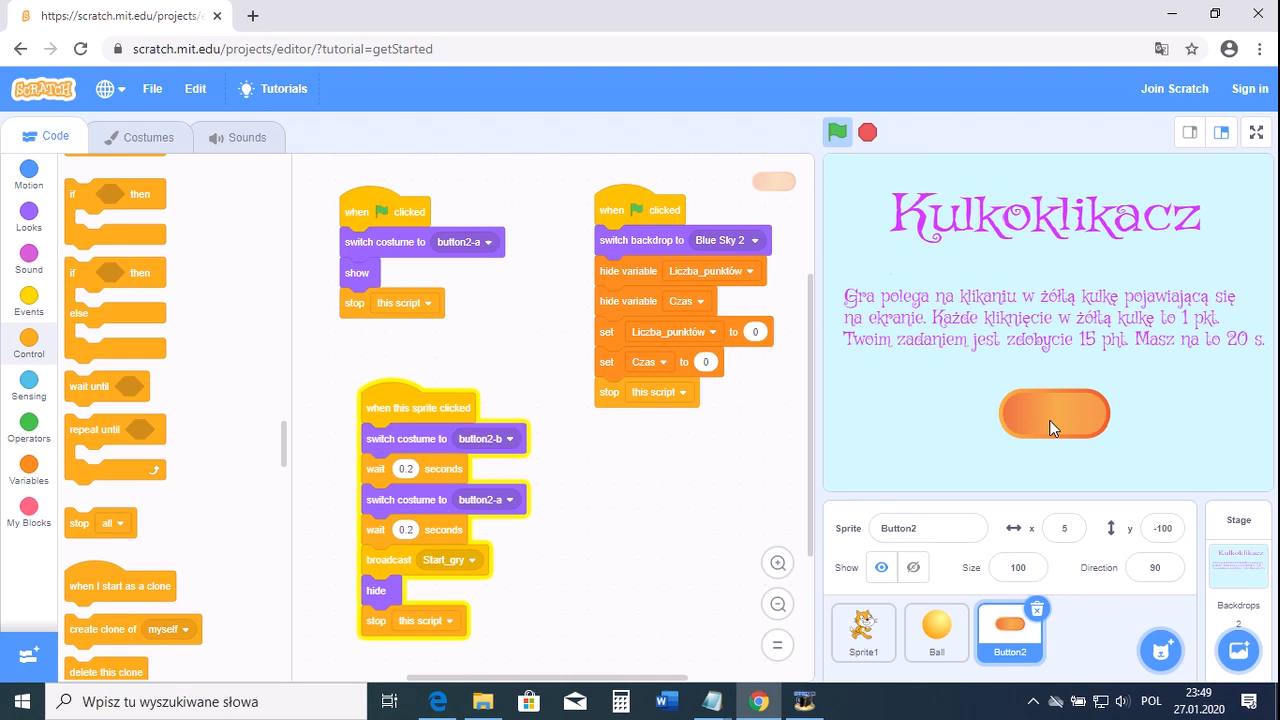 https://scratch.mit.edu/projects/e
scratch.mit.edu/projects/editor/?tutorial=getStarted
SCRATCH
File
Edit
Tutorials
Join Scratch
Sign in
Code
Costumes
Sounds
Motion
Looks
Sound
Events
Control
Sensing
Operators
Variables
My Blocks
if then
if then
else
wait until
repeat until
stop all
when I start as a clone
create clone of myself
delete this clone
when clicked
switch costume to button2-a
show
stop this script
when this sprite clicked
switch costume to button2-b
wait 0.2 seconds
switch costume to button2-a
wait 0.2 seconds
broadcast Start_gry
hide
stop this script
when clicked
switch backdrop to Blue Sky 2
hide variable Liczba_punktów
hide variable Czas
set Liczba_punktów to 0
set Czas to 0
stop this script
Kulkoklikacz
Gra polega na klikaniu w żółtą kulkę pojawiającą się
na ekranie. Każde kliknięcie w żółtą kulkę to 1 pkt.
Twoim zadaniem jest zdobycie 15 pkt. Masz na to 20 s.
Sprite Button2 x 5 y -100
Show Size 100 Direction 90
Sprite1
Ball
Button2
Stage
Backdrops
2
Wpisz tu wyszukiwane słowa
POL
23:49
27.01.2020